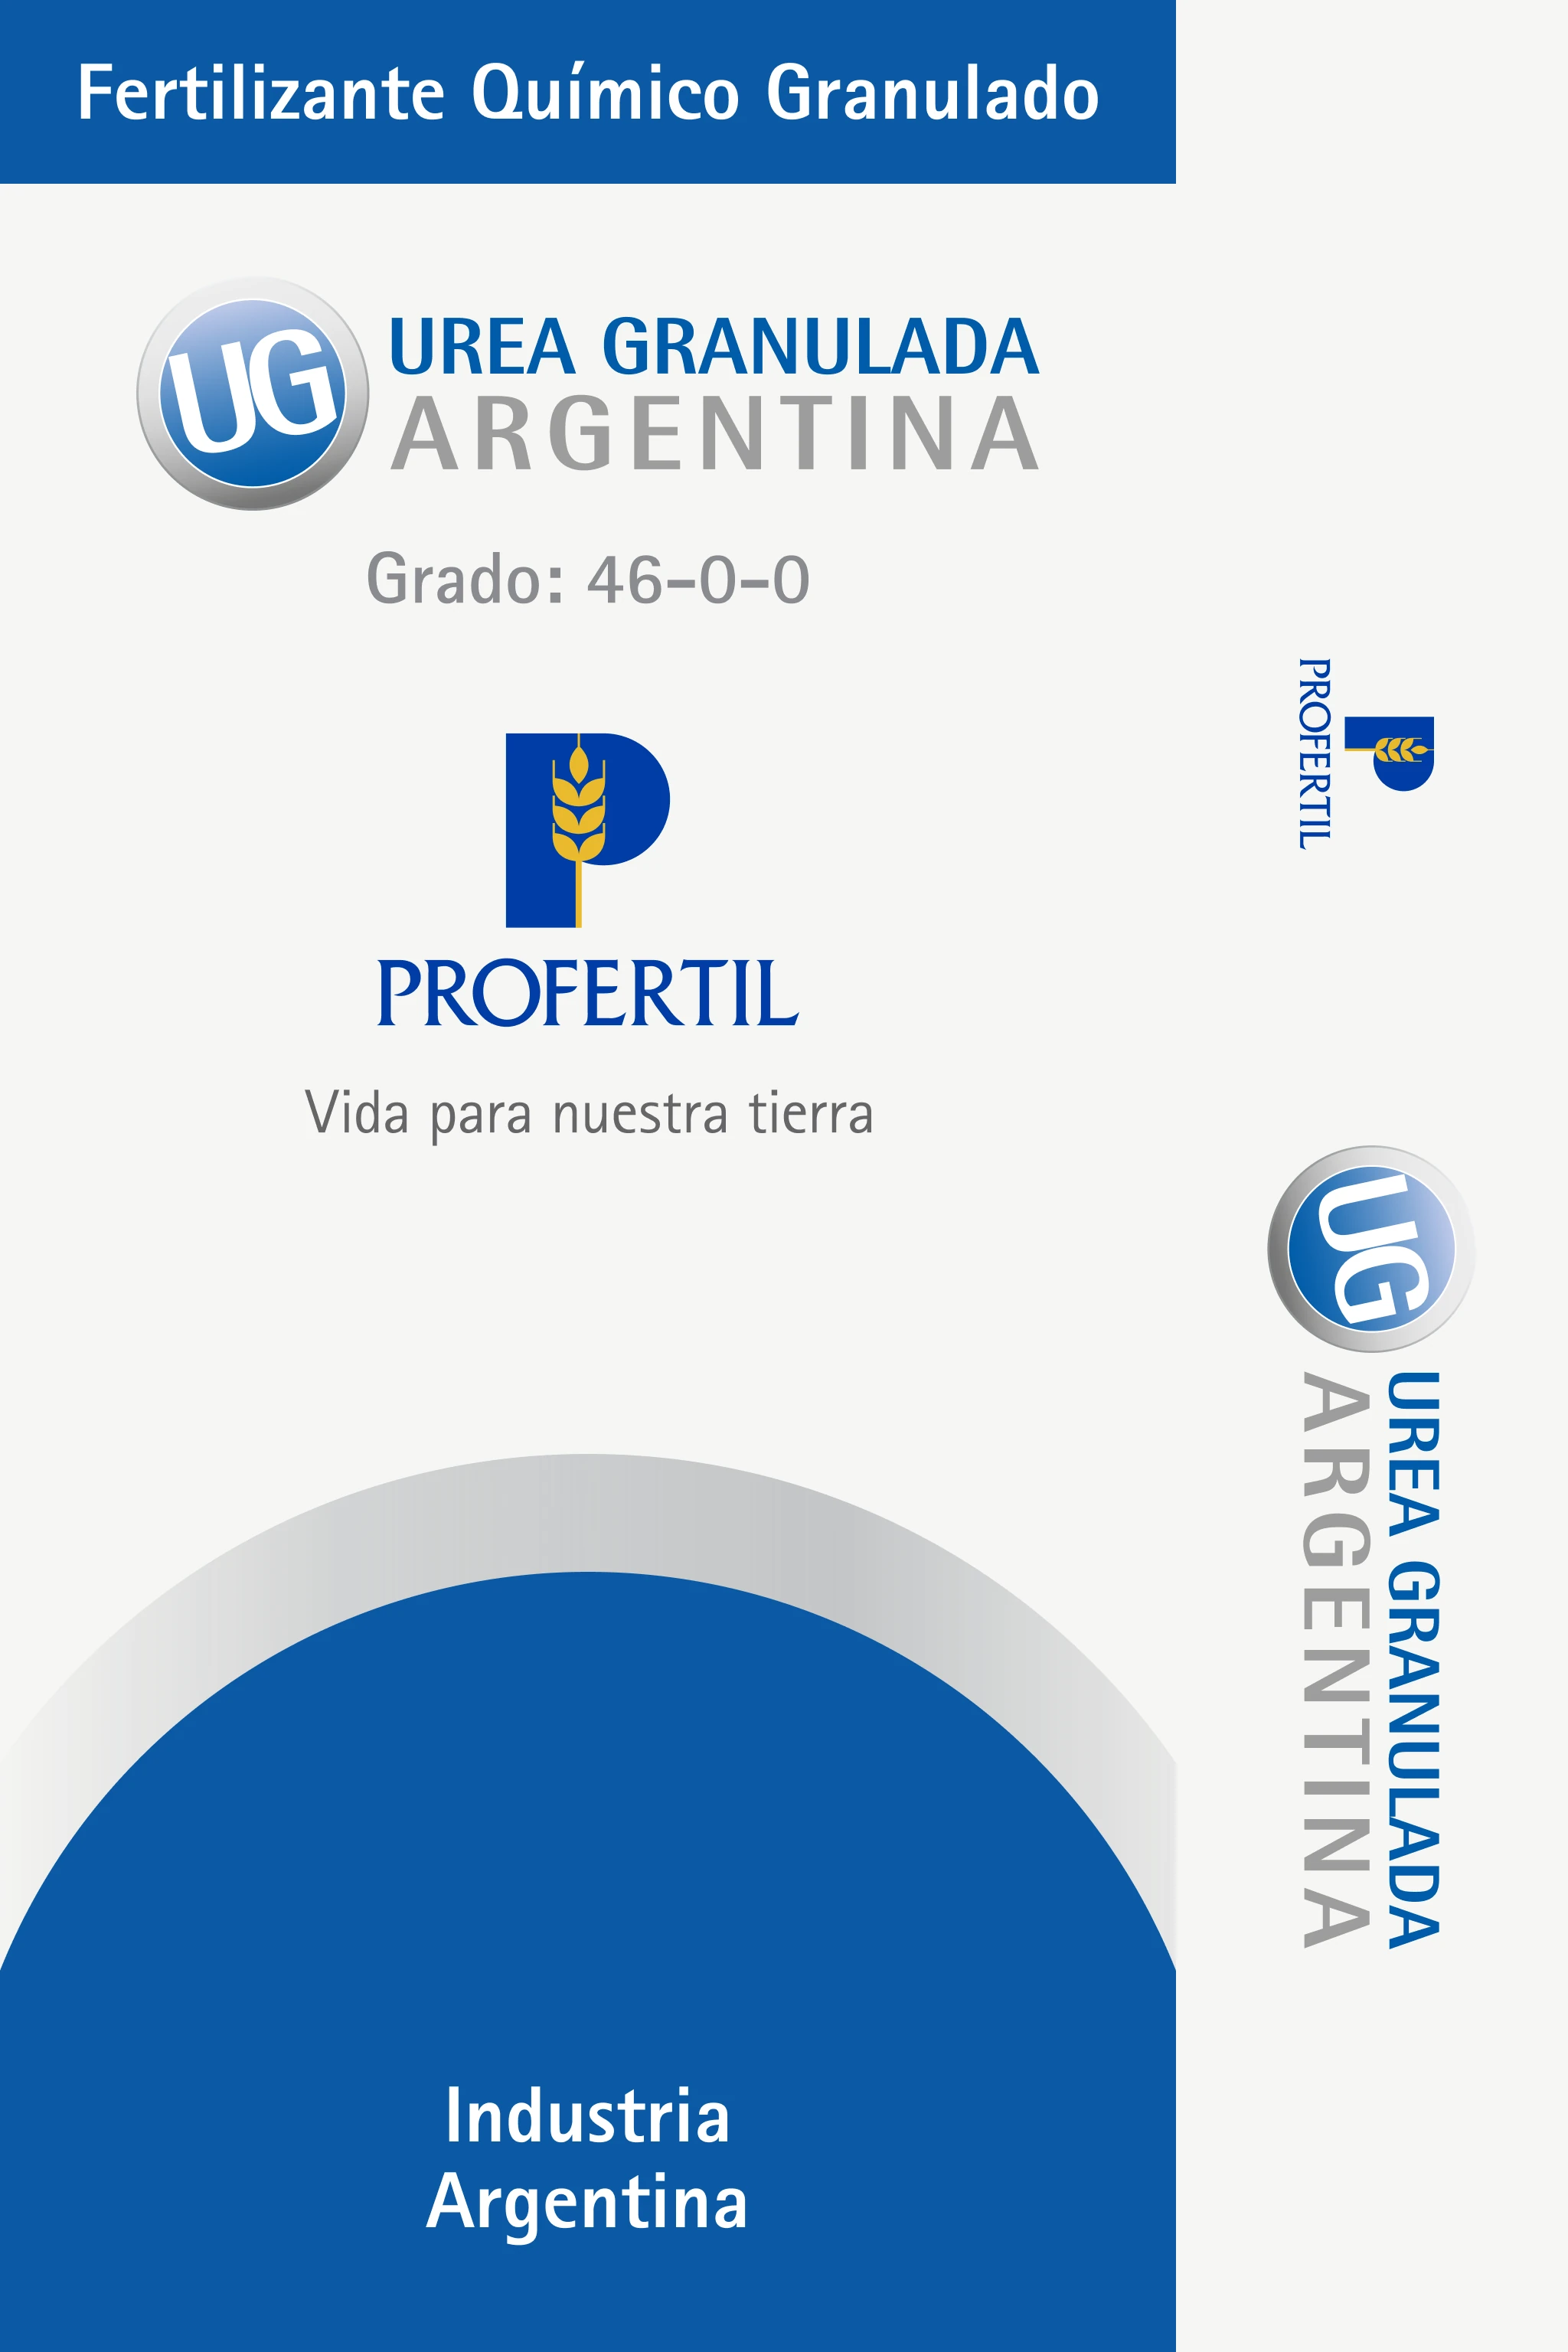 Fertilizante Químico Granulado
UG
UREA GRANULADA
ARGENTINA
Grado: 46-0-0
PROFERTIL
Vida para nuestra tierra
Industria
Argentina
PROFERTIL
UG
UREA GRANULADA
ARGENTINA